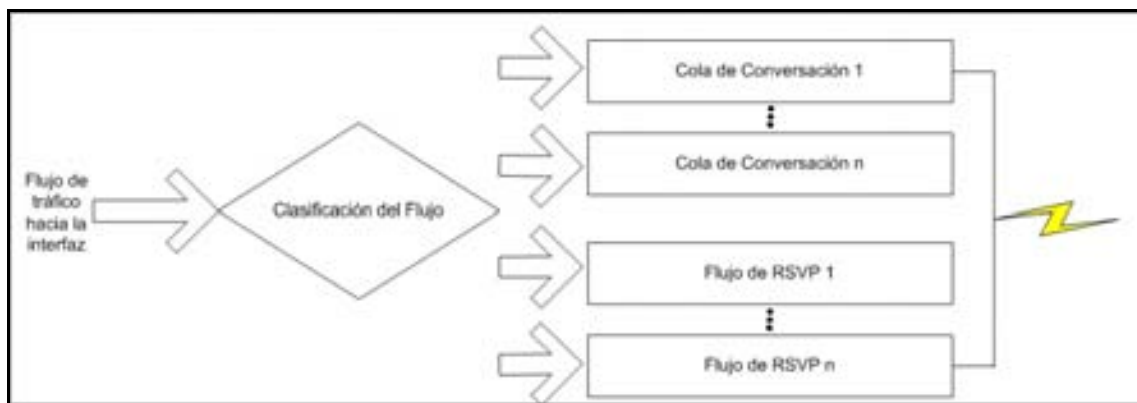 Flujo de
tráfico
hacia la
interfaz
Clasificación del Flujo
Cola de Conversación 1
Cola de Conversación n
Flujo de RSVP 1
Flujo de RSVP n